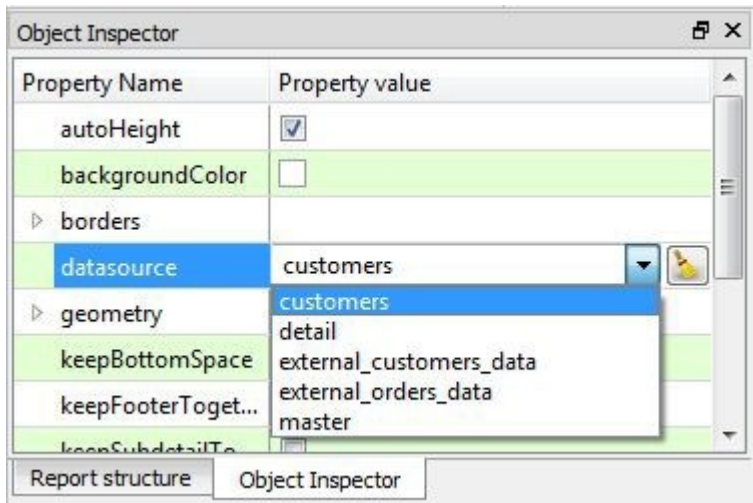 Object Inspector
Property Name Property value
autoHeight
backgroundColor
borders
datasource customers
customers
geometry
detail
external_customers_data
keepBottomSpace
external_orders_data
keepFooterToget...
master
keepSubdetailTo
Report structure Object Inspector